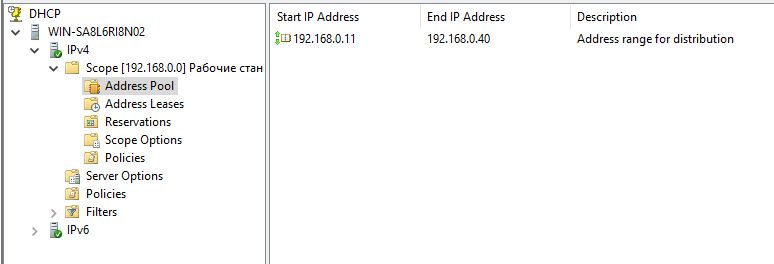 DHCP
WIN-SA8L6RI8N02
IPv4
Scope [192.168.0.0] Рабочие стан
Address Pool
Address Leases
Reservations
Scope Options
Policies
Server Options
Policies
Filters
IPv6
Start IP Address End IP Address Description
192.168.0.11 192.168.0.40 Address range for distribution